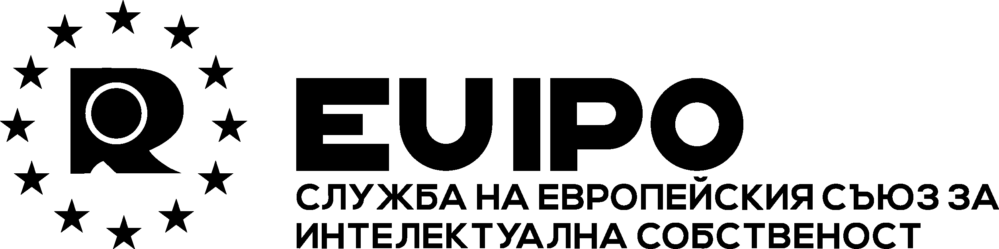 R
EUIPO
СЛУЖБА НА ЕВРОПЕЙСКИЯ СЪЮЗ ЗА
ИНТЕЛЕКТУАЛНА СОБСТВЕНОСТ